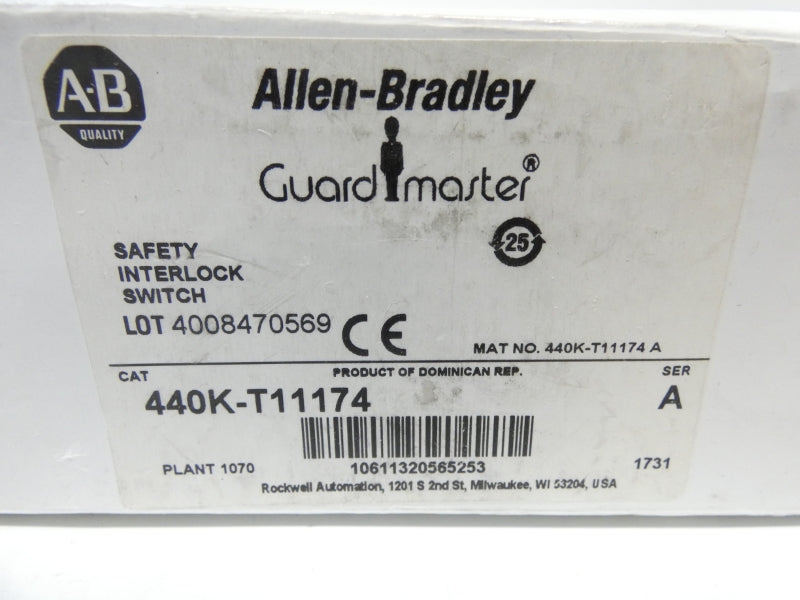 A·B
QUALITY
Allen-Bradley
Guardmaster®
25
SAFETY
INTERLOCK
SWITCH
LOT 4008470569 CE
MAT NO. 440K-T11174 A
CAT
PRODUCT OF DOMINICAN REP.
SER
440K-T11174
A
PLANT 1070
10611320565253
1731
Rockwell Automation, 1201 S 2nd St, Milwaukee, WI 53204, USA